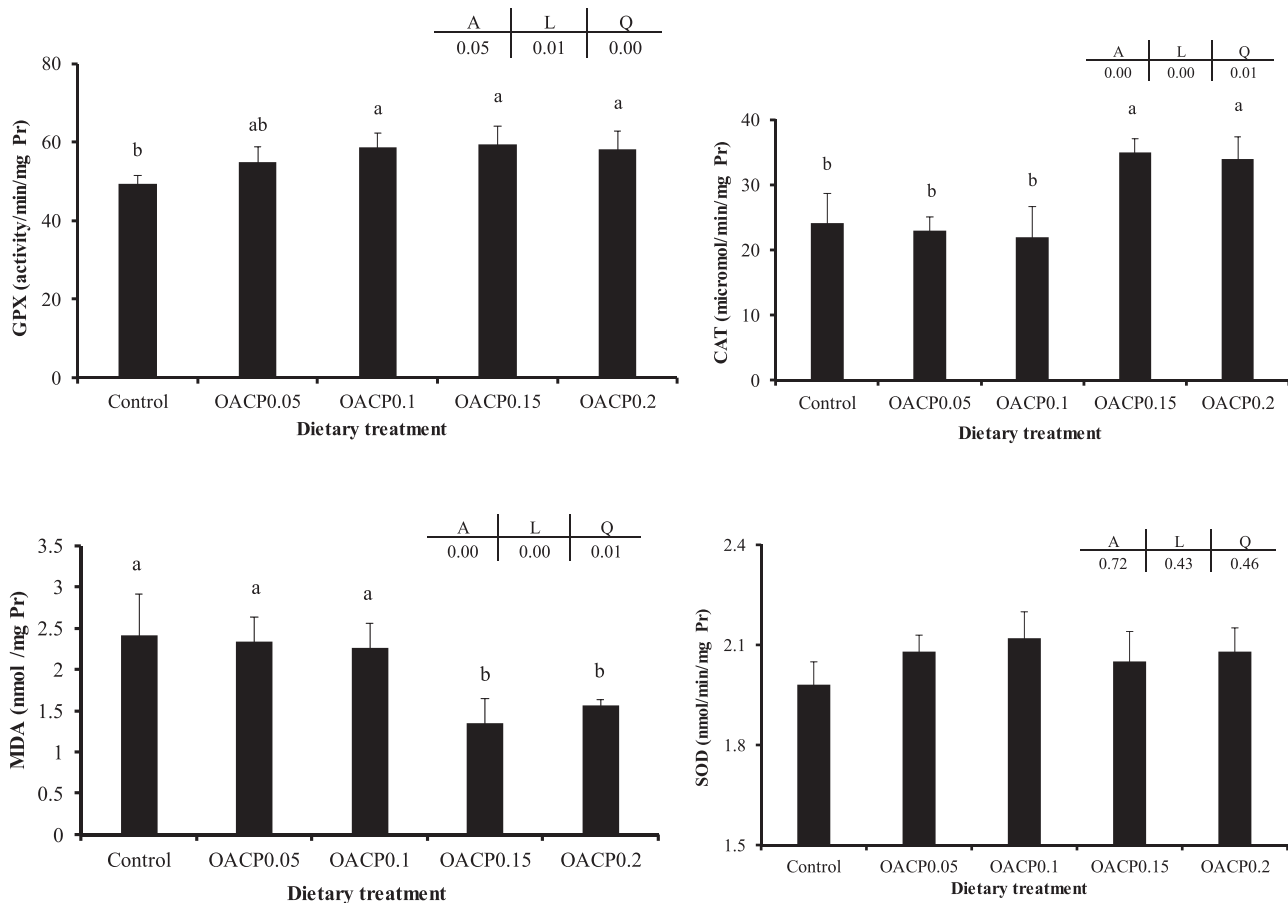 A L Q
0.05 0.01 0.00
80
60
40
20
0
GPX (activity/min/mg Pr)
b
ab
a
a
a
Control OACP0.05 OACP0.1 OACP0.15 OACP0.2
Dietary treatment
A L Q
0.00 0.00 0.01
40
30
20
10
0
CAT (micromol/min/mg Pr)
b
b
b
a
a
Control OACP0.05 OACP0.1 OACP0.15 OACP0.2
Dietary treatment
A L Q
0.00 0.00 0.01
3.5
3
2.5
2
1.5
1
0.5
0
MDA (nmol /mg Pr)
a
a
a
b
b
Control OACP0.05 OACP0.1 OACP0.15 OACP0.2
Dietary treatment
A L Q
0.72 0.43 0.46
2.4
2.1
1.8
1.5
SOD (nmol/min/mg Pr)
Control OACP0.05 OACP0.1 OACP0.15 OACP0.2
Dietary treatment